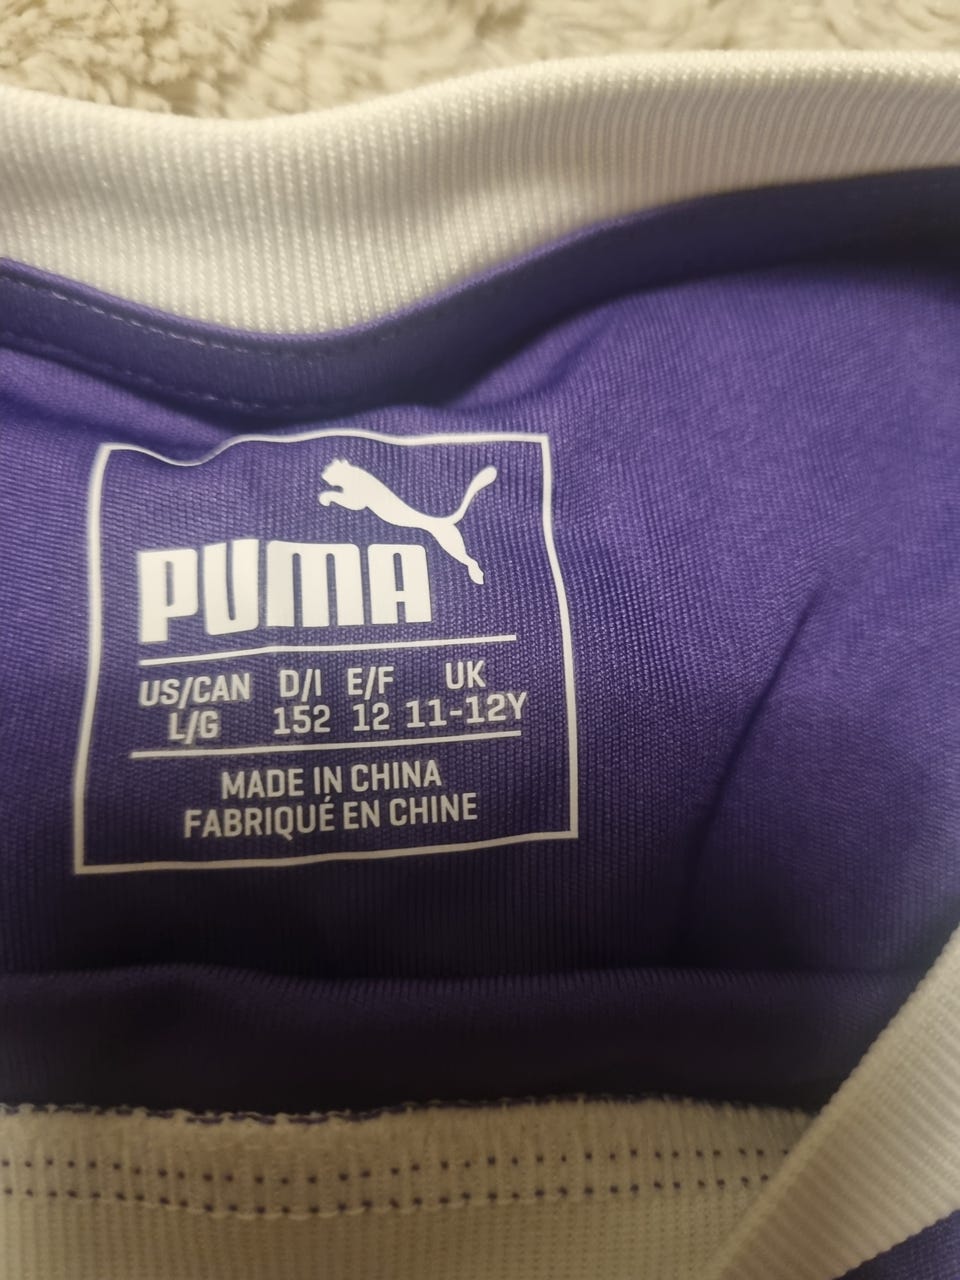 PUMA
US/CAN D/I E/F UK
L/G 152 12 11-12Y
MADE IN CHINA
FABRIQUÉ EN CHINE